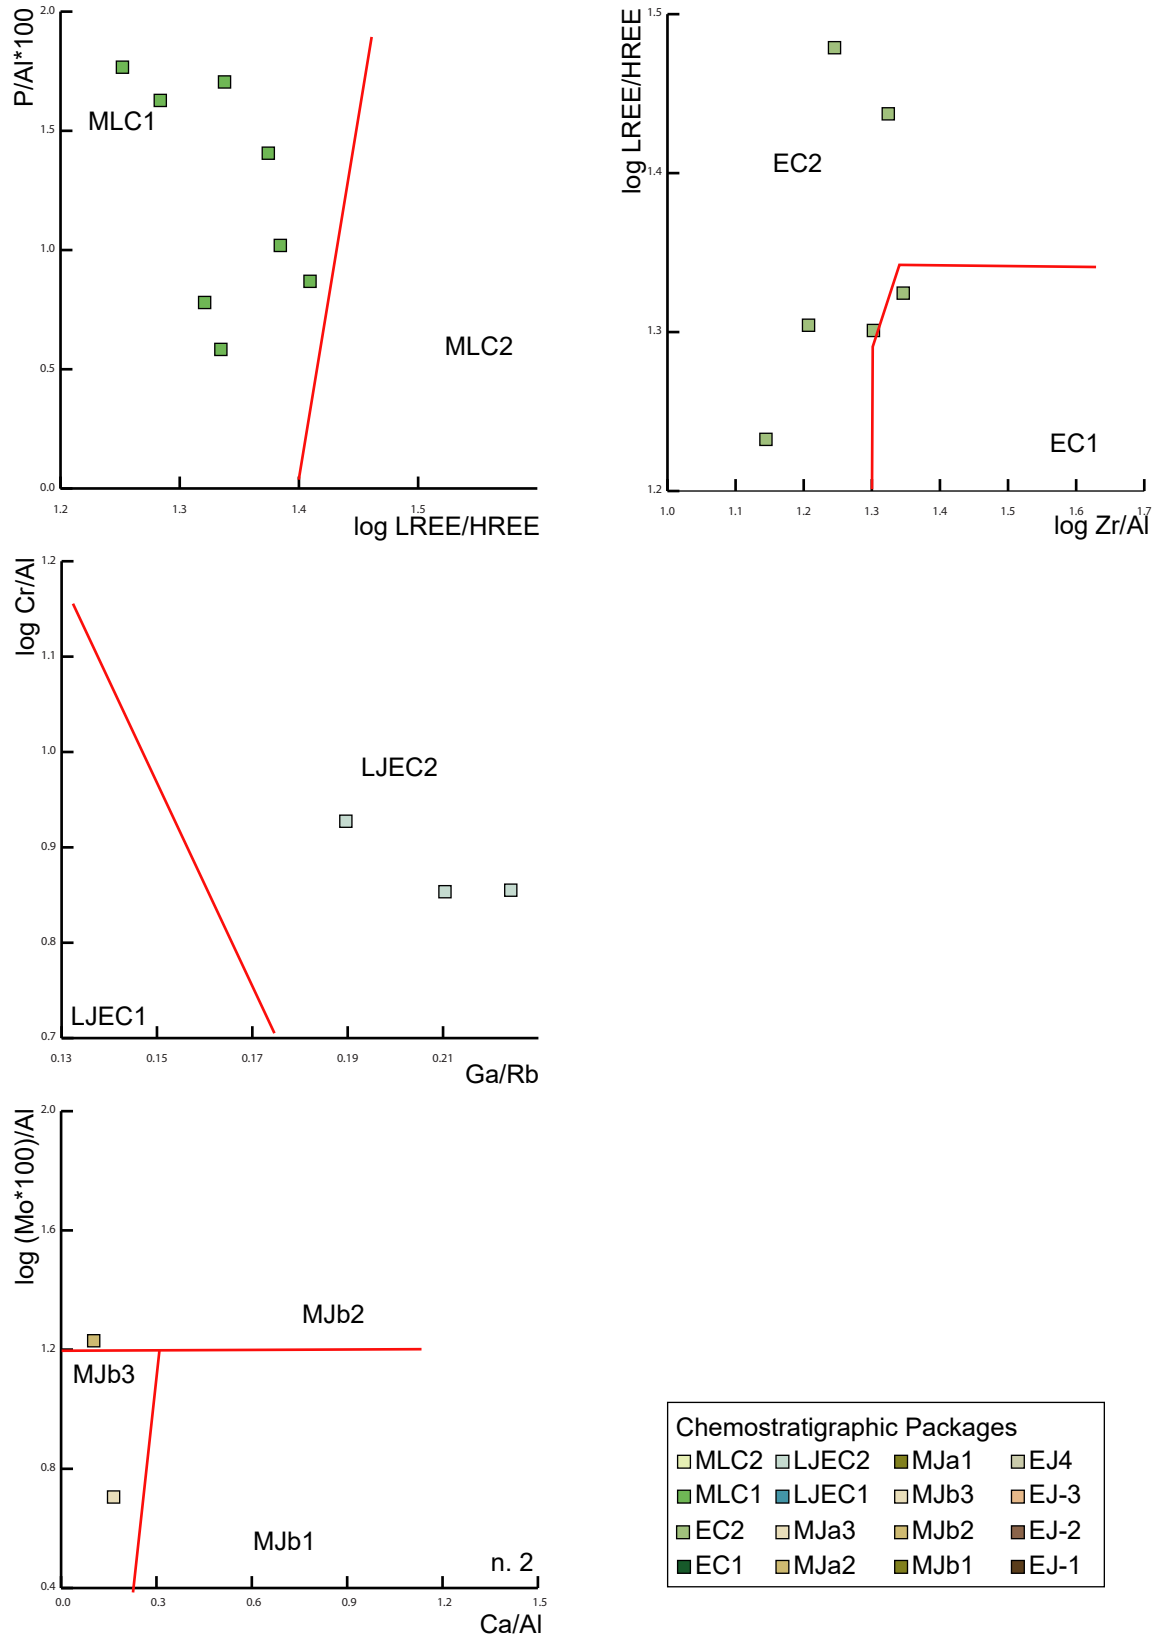 P/Al*100
2.0
1.5
1.0
0.5
0.0
MLC1
MLC2
1.2 1.3 1.4 1.5
log LREE/HREE
log LREE/HREE
1.5
1.4
1.3
1.2
EC2
EC1
1.0 1.1 1.2 1.3 1.4 1.5 1.6 1.7
log Zr/Al
log Cr/Al
1.2
1.1
1.0
0.9
0.8
0.7
LJEC2
LJEC1
0.13 0.15 0.17 0.19 0.21
Ga/Rb
log (Mo*100)/Al
2.0
1.6
1.2
0.8
0.4
MJb2
MJb3
MJb1
n. 2
0.0 0.3 0.6 0.9 1.2 1.5
Ca/Al
Chemostratigraphic Packages
MLC2 LJEC2 MJa1 EJ4
MLC1 LJEC1 MJb3 EJ-3
EC2 MJa3 MJb2 EJ-2
EC1 MJa2 MJb1 EJ-1